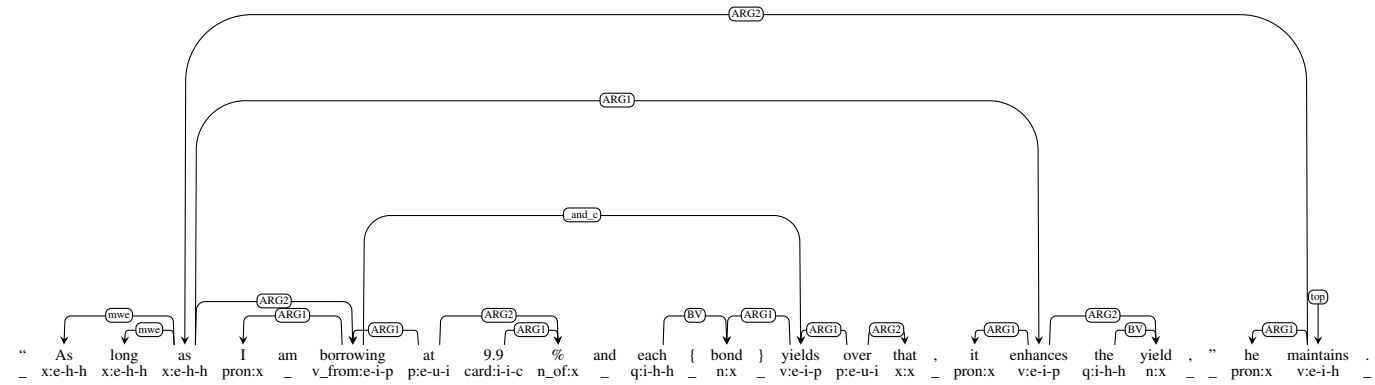 ARG2
ARG1
_and_c
top
ARG2
mwe ARG1 ARG2 BV ARG1 ARG2
mwe ARG1 ARG1 ARG1 ARG2 ARG1 BV ARG1
“ As long as I am borrowing at 9.9 % and each { bond } yields over that , it enhances the yield , ” he maintains .
_ x:e-h-h x:e-h-h x:e-h-h pron:x _ v_from:e-i-p p:e-u-i card:i-i-c n_of:x _ q:i-h-h _ n:x _ v:e-i-p p:e-u-i x:x _ pron:x v:e-i-p q:i-h-h n:x _ _ pron:x v:e-i-h _